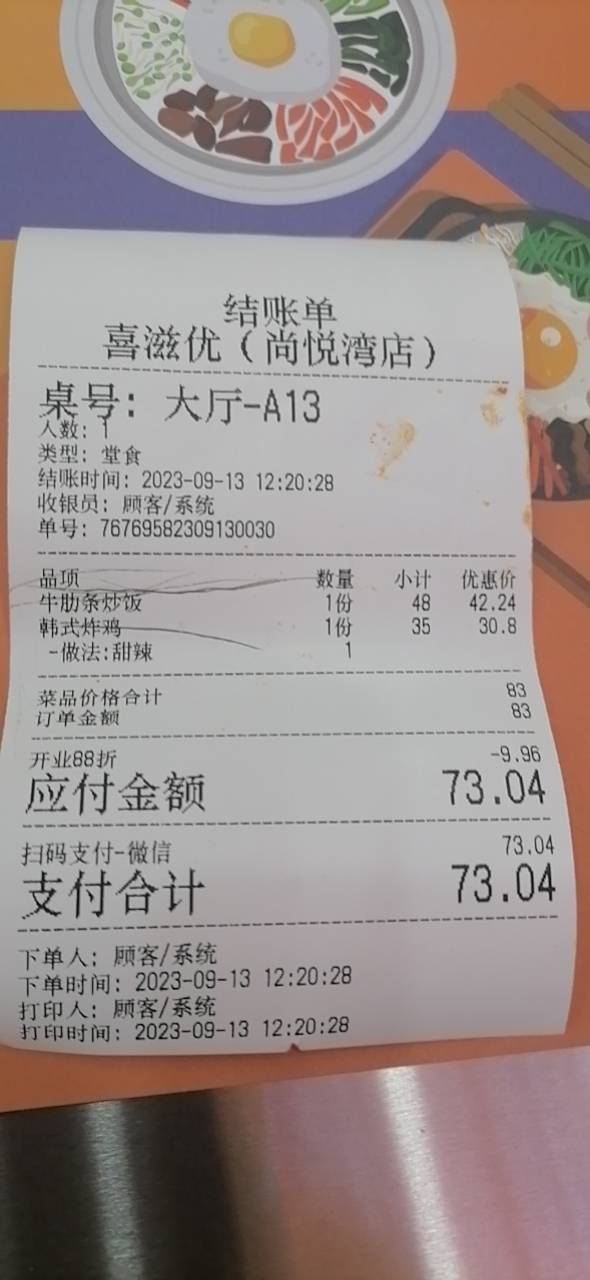 结账单
喜滋优（尚悦湾店）
桌号：大厅-A13
人数：1
类型：堂食
结账时间：2023-09-13 12:20:28
收银员：顾客/系统
单号：76769582309130030
品项 数量 小计 优惠价
牛肋条炒饭 1份 48 42.24
韩式炸鸡 1份 35 30.8
-做法:甜辣 1
菜品价格合计 83
订单金额 83
开业88折 -9.96
应付金额 73.04
扫码支付-微信 73.04
支付合计 73.04
下单人：顾客/系统
下单时间：2023-09-13 12:20:28
打印人：顾客/系统
打印时间：2023-09-13 12:20:28